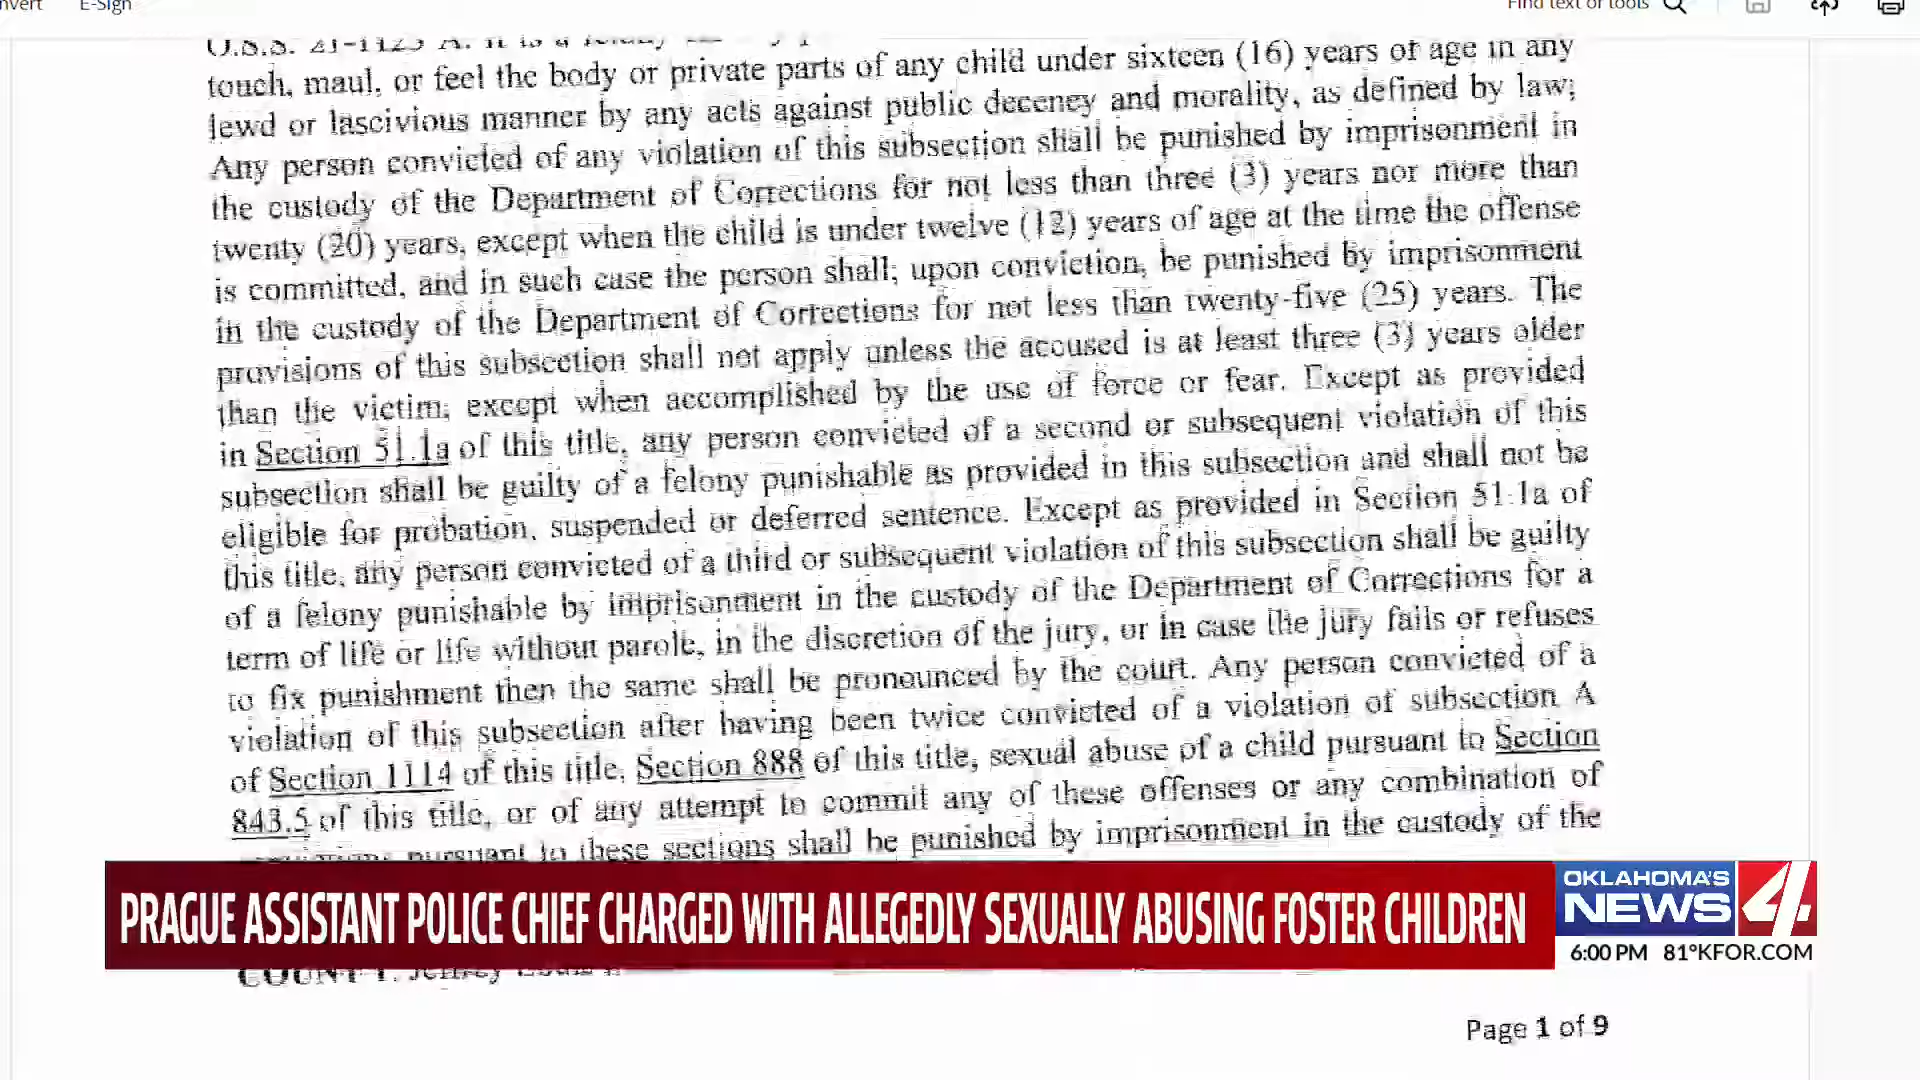 nvert E-Sign Find text or tools
O.S.S. 21-1123 A. It is a felony
touch, maul, or feel the body or private parts of any child under sixteen (16) years of age in any
lewd or lascivious manner by any acts against public decency and morality, as defined by law;
Any person convicted of any violation of this subsection shall be punished by imprisonment in
the custody of the Department of Corrections for not less than three (3) years nor more than
twenty (20) years, except when the child is under twelve (12) years of age at the time the offense
is committed, and in such case the person shall, upon conviction, be punished by imprisonment
in the custody of the Department of Corrections for not less than twenty-five (25) years. The
provisions of this subsection shall not apply unless the accused is at least three (3) years older
than the victim, except when accomplished by the use of force or fear. Except as provided
in Section 51.1a of this title, any person convicted of a second or subsequent violation of this
subsection shall be guilty of a felony punishable as provided in this subsection and shall not be
eligible for probation, suspended or deferred sentence. Except as provided in Section 51.1a of
this title, any person convicted of a third or subsequent violation of this subsection shall be guilty
of a felony punishable by imprisonment in the custody of the Department of Corrections for a
term of life or life without parole, in the discretion of the jury, or in case the jury fails or refuses
to fix punishment then the same shall be pronounced by the court. Any person convicted of a
violation of this subsection after having been twice convicted of a violation of subsection A
of Section 1114 of this title, Section 888 of this title, sexual abuse of a child pursuant to Section
843.5 of this title, or of any attempt to commit any of these offenses or any combination of
pursuant to these sections shall be punished by imprisonment in the custody of the
PRAGUE ASSISTANT POLICE CHIEF CHARGED WITH ALLEGEDLY SEXUALLY ABUSING FOSTER CHILDREN
OKLAHOMA'S
NEWS 4
6:00 PM 81° KFOR.COM
COUNT 1:
Page 1 of 9